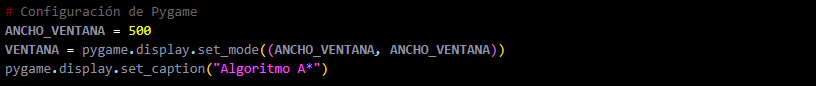 # Configuración de Pygame
ANCHO_VENTANA = 500
VENTANA = pygame.display.set_mode((ANCHO_VENTANA, ANCHO_VENTANA))
pygame.display.set_caption("Algoritmo A*")